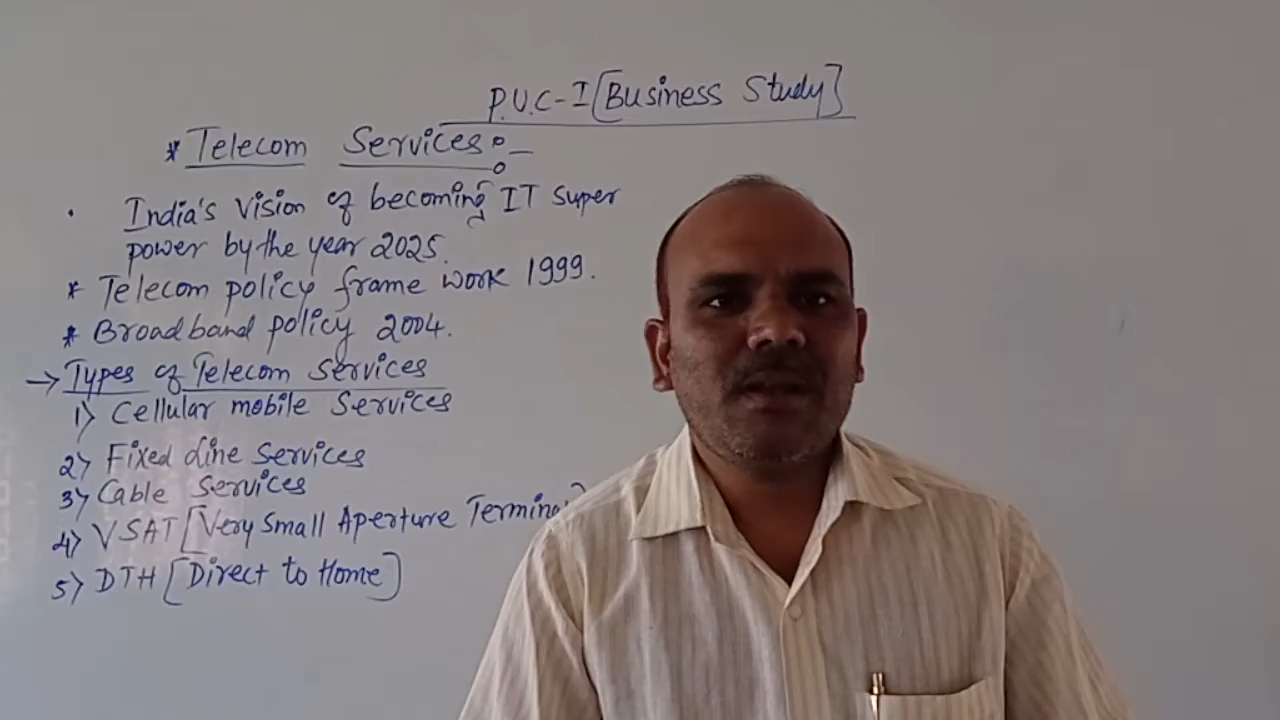 P.U.C-I [Business Study]
* Telecom Services:-
. India's vision of becoming IT super
power by the year 2025.
* Telecom policy frame work 1999.
* Broadband policy 2004.
→ Types of Telecom Services
1) Cellular mobile Services
2) Fixed Line Services
3) Cable Services
4) VSAT [Very Small Aperture Termina
5) DTH [Direct to Home]